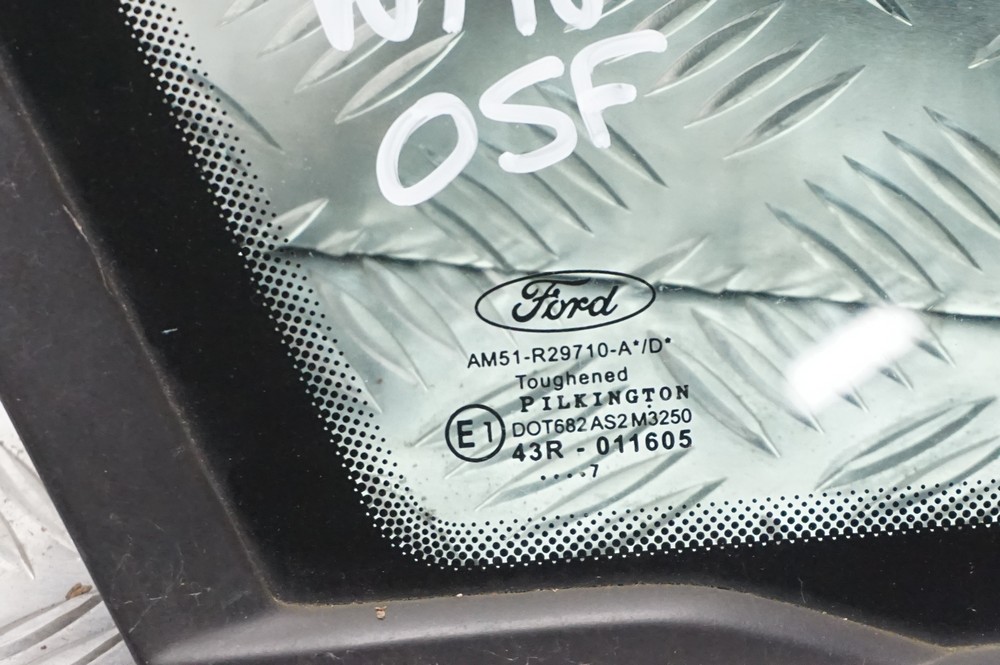 OSF
Ford
AM51-R29710-A*/D*
Toughened
PILKINGTON
E1 DOT682 AS2 M3250
43R - 011605
....7